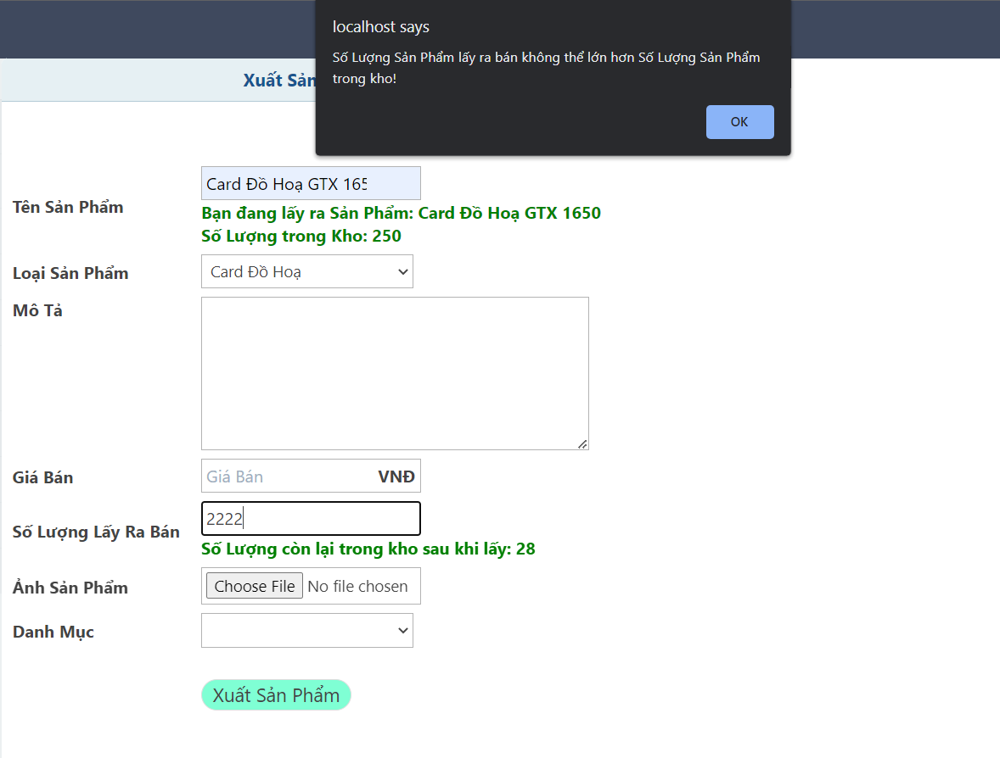 localhost says
Số Lượng Sản Phẩm lấy ra bán không thể lớn hơn Số Lượng Sản Phẩm
trong kho!
OK
Xuất Sản
Tên Sản Phẩm
Card Đồ Hoạ GTX 165
Bạn đang lấy ra Sản Phẩm: Card Đồ Hoạ GTX 1650
Số Lượng trong Kho: 250
Loại Sản Phẩm
Card Đồ Hoạ
Mô Tả
Giá Bán
Giá Bán VNĐ
Số Lượng Lấy Ra Bán
2222
Số Lượng còn lại trong kho sau khi lấy: 28
Ảnh Sản Phẩm
Choose File No file chosen
Danh Mục
Xuất Sản Phẩm